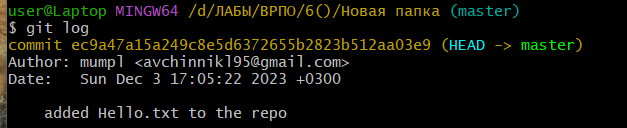 user@Laptop MINGW64 /d/ЛАБЫ/ВРПО/6()/Новая папка (master)
$ git log
commit ec9a47a15a249c8e5d6372655b2823b512aa03e9 (HEAD -> master)
Author: mumpl <avchinnikl95@gmail.com>
Date:   Sun Dec 3 17:05:22 2023 +0300
    added Hello.txt to the repo